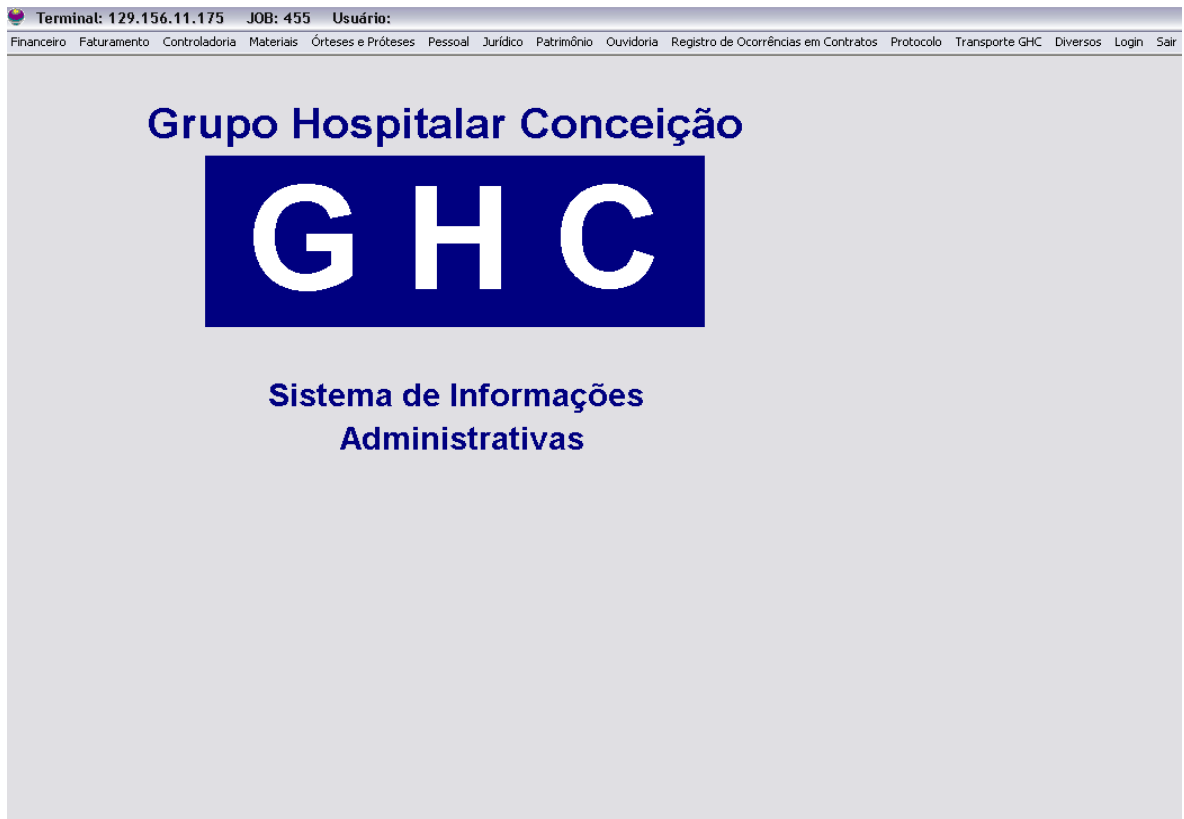 Terminal: 129.156.11.175 JOB: 455 Usuário:
Financeiro Faturamento Controladoria Materiais Órteses e Próteses Pessoal Jurídico Patrimônio Ouvidoria Registro de Ocorrências em Contratos Protocolo Transporte GHC Diversos Login Sair
Grupo Hospitalar Conceição
G H C
Sistema de Informações
Administrativas